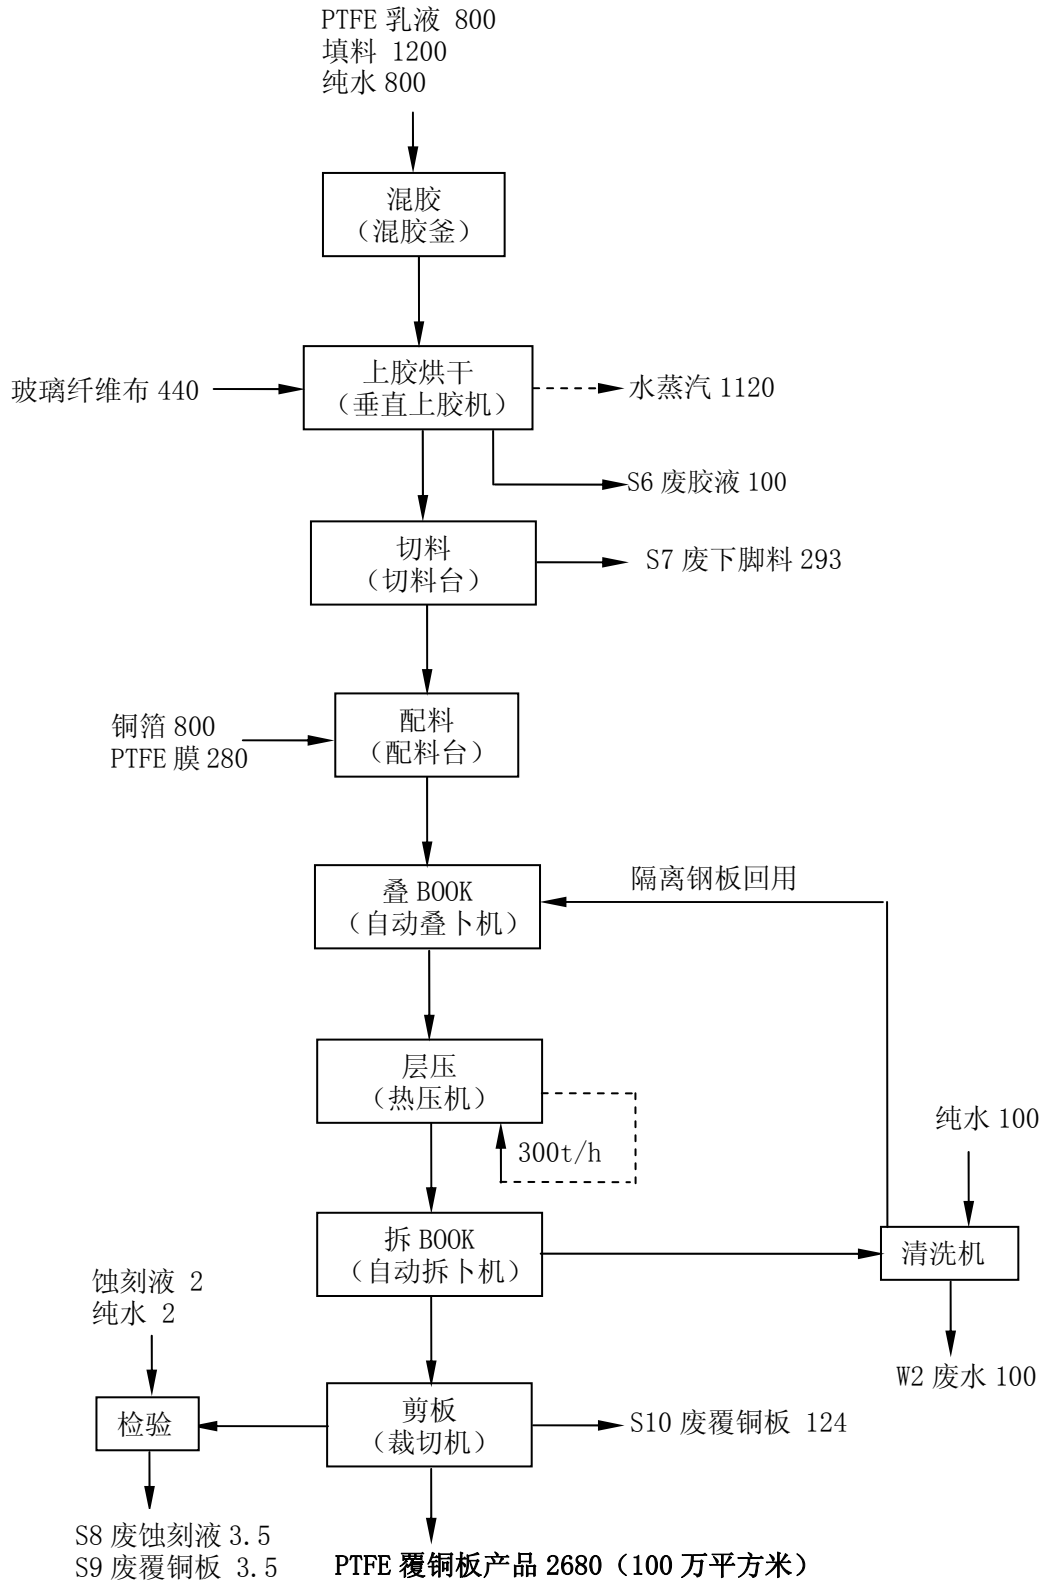 PTFE 乳液 800
填料 1200
纯水 800
混胶
（混胶釜）
玻璃纤维布 440
上胶烘干
（垂直上胶机）
水蒸汽 1120
S6 废胶液 100
切料
（切料台）
S7 废下脚料 293
铜箔 800
PTFE 膜 280
配料
（配料台）
叠 BOOK
（自动叠卜机）
隔离钢板回用
层压
（热压机）
300t/h
纯水 100
拆 BOOK
（自动拆卜机）
清洗机
蚀刻液 2
纯水 2
W2 废水 100
检验
剪板
（裁切机）
S10 废覆铜板 124
S8 废蚀刻液 3.5
S9 废覆铜板 3.5
PTFE 覆铜板产品 2680（100 万平方米）